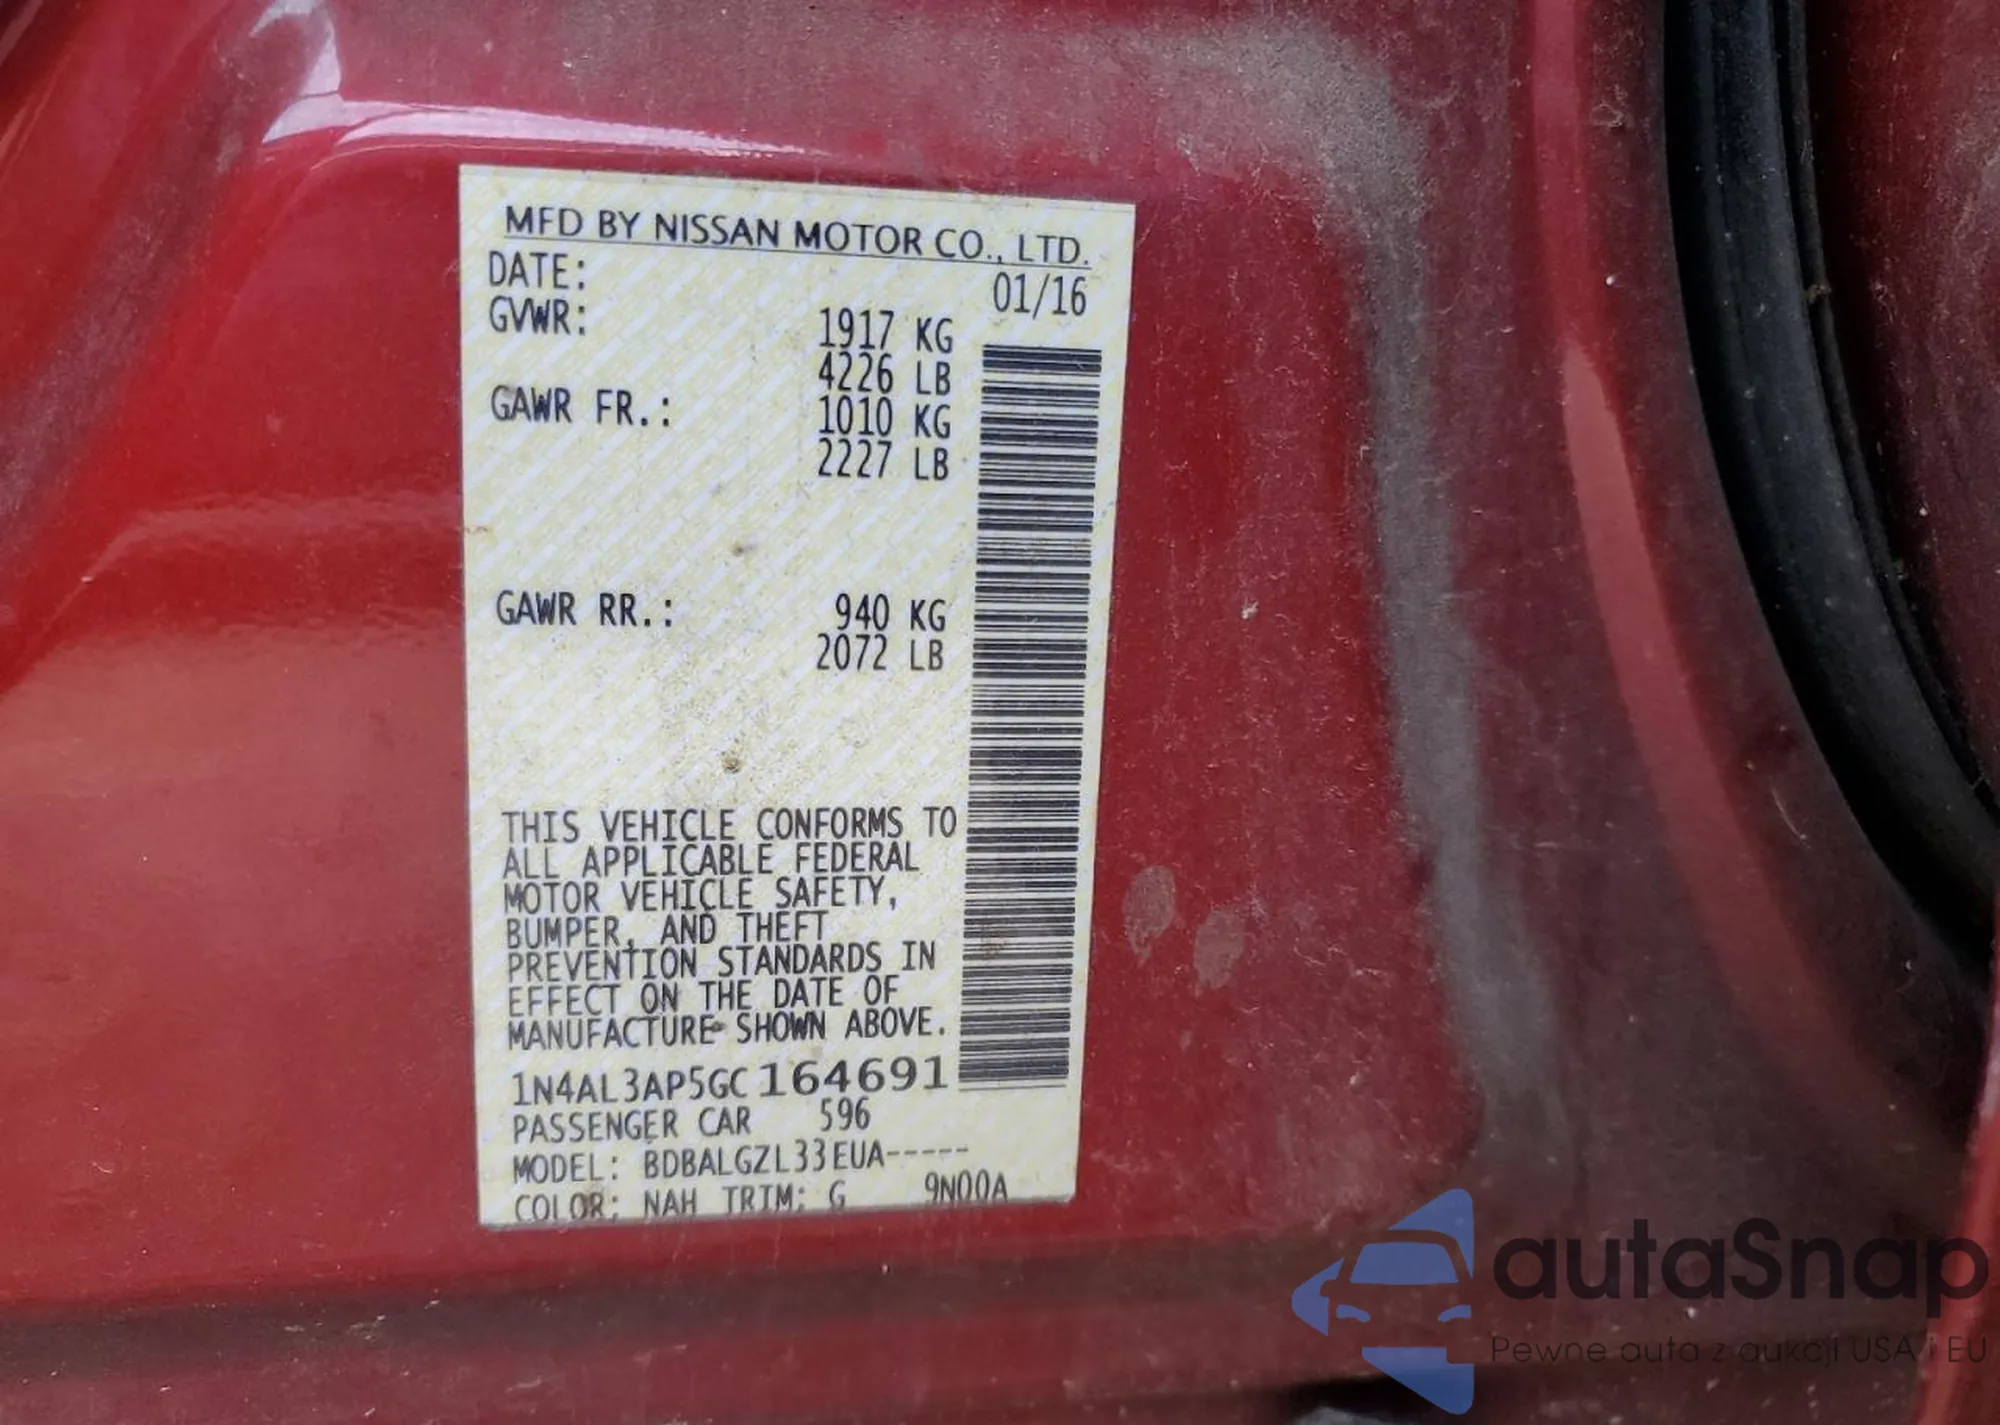 MFD BY NISSAN MOTOR CO., LTD.
DATE: 01/16
GVWR: 1917 KG
4226 LB
GAWR FR.: 1010 KG
2227 LB
GAWR RR.: 940 KG
2072 LB
THIS VEHICLE CONFORMS TO
ALL APPLICABLE FEDERAL
MOTOR VEHICLE SAFETY,
BUMPER, AND THEFT
PREVENTION STANDARDS IN
EFFECT ON THE DATE OF
MANUFACTURE SHOWN ABOVE.
1N4AL3AP5GC164691
PASSENGER CAR 596
MODEL: BDBALGZL33EUA-----
COLOR: NAH TRIM: G 9N00A
autaSnap
Pewne auta z aukcji USA i EU